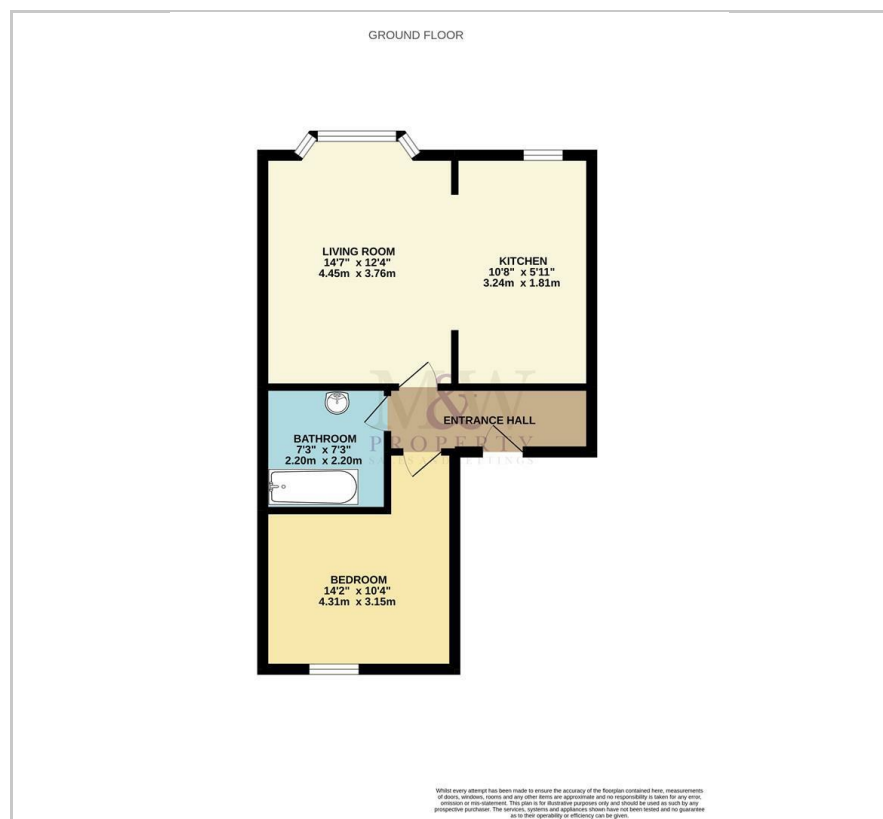 GROUND FLOOR
LIVING ROOM
14'7" x 12'4"
4.45m x 3.76m
KITCHEN
10'8" x 5'11"
3.24m x 1.81m
M&W
ENTRANCE HALL
PROPERTY
SALES AND LETTINGS
BATHROOM
7'3" x 7'3"
2.20m x 2.20m
BEDROOM
14'2" x 10'4"
4.31m x 3.15m
Whilst every attempt has been made to ensure the accuracy of the floorplan contained here, measurements
of doors, windows, rooms and any other items are approximate and no responsibility is taken for any error,
omission or mis-statement. This plan is for illustrative purposes only and should be used as such by any
prospective purchaser. The services, systems and appliances shown have not been tested and no guarantee
as to their operability or efficiency can be given.